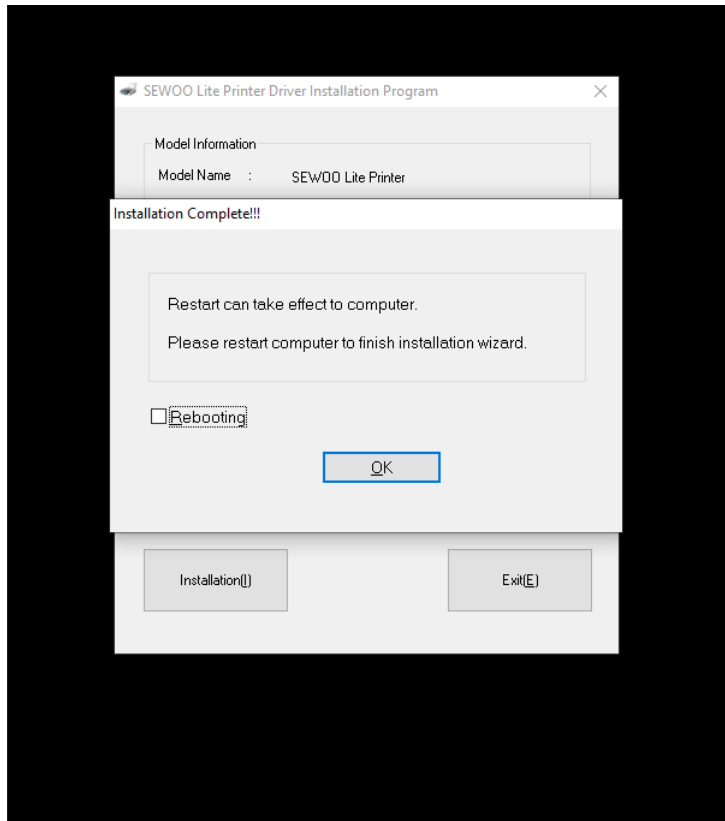 SEWOO Lite Printer Driver Installation Program
Model Information
Model Name : SEWOO Lite Printer
Installation Complete!!!
Restart can take effect to computer.
Please restart computer to finish installation wizard.
Rebooting
OK
Installation(I) Exit(E)